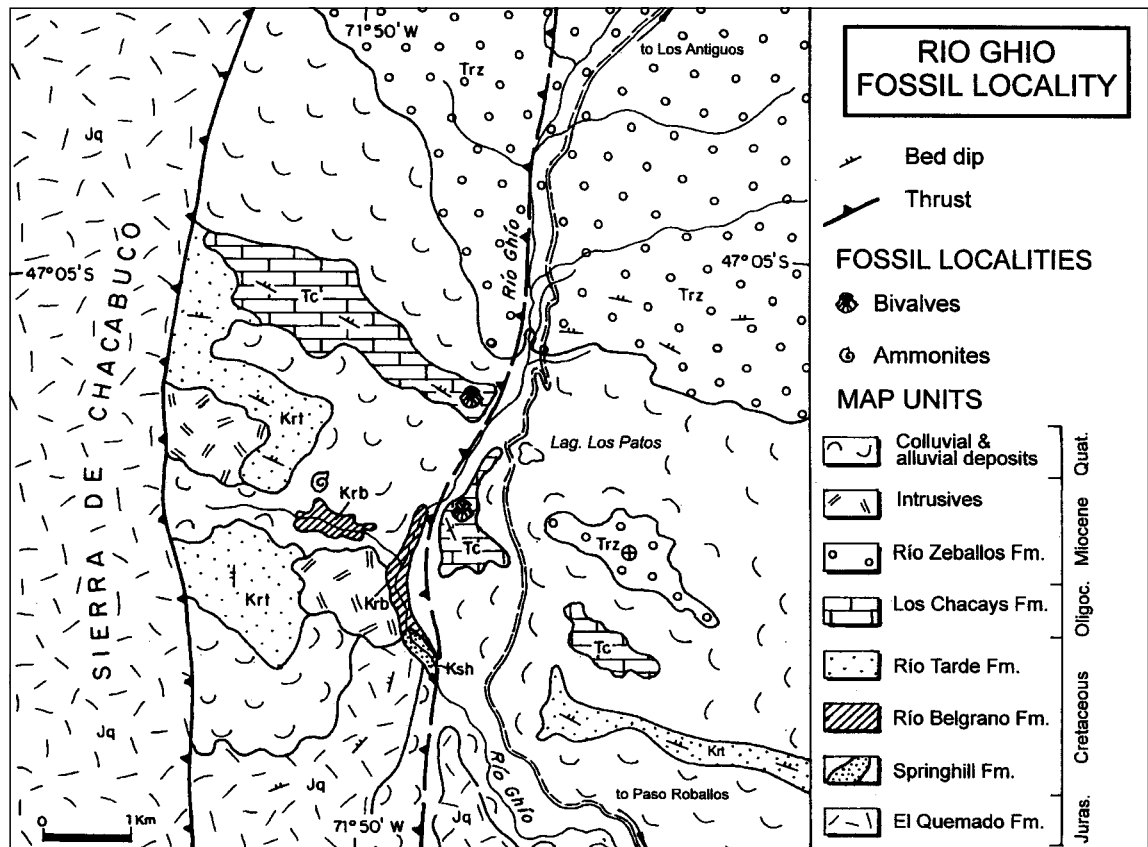 71°50' W
to Los Antiguos
Trz
Jq
SIERRA DE CHACABUCO
Río Ghío
47°05' S
47°05' S
Tc
Trz
Krt
Lag. Los Patos
Krb
Tc
Trz
Krt
Krb
Tc
Ksh
Krt
Jq
Jq
Río Ghío
to Paso Roballos
0 1 Km
71°50' W
Jq
RIO GHIO
FOSSIL LOCALITY
Bed dip
Thrust
FOSSIL LOCALITIES
Bivalves
Ammonites
MAP UNITS
Colluvial &
alluvial deposits
Quat.
Intrusives
Río Zeballos Fm.
Miocene
Los Chacays Fm.
Oligoc.
Río Tarde Fm.
Río Belgrano Fm.
Springhill Fm.
Cretaceous
El Quemado Fm.
Juras.